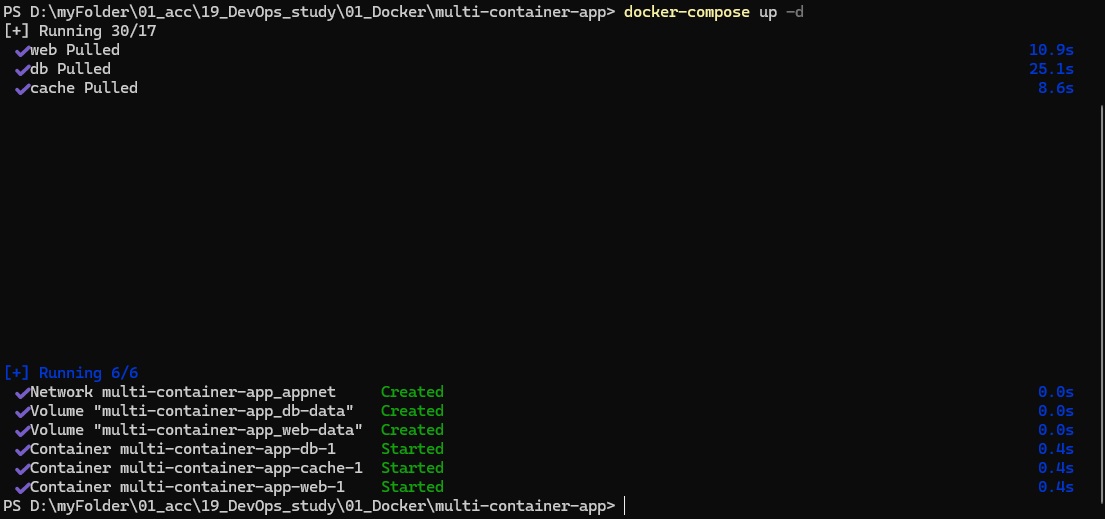 PS D:\myFolder\01_acc\19_DevOps_study\01_Docker\multi-container-app> docker-compose up -d
[+] Running 30/17
✔web Pulled 10.9s
✔db Pulled 25.1s
✔cache Pulled 8.6s
[+] Running 6/6
✔Network multi-container-app_appnet Created 0.0s
✔Volume "multi-container-app_db-data" Created 0.0s
✔Volume "multi-container-app_web-data" Created 0.0s
✔Container multi-container-app-db-1 Started 0.4s
✔Container multi-container-app-cache-1 Started 0.4s
✔Container multi-container-app-web-1 Started 0.4s
PS D:\myFolder\01_acc\19_DevOps_study\01_Docker\multi-container-app>